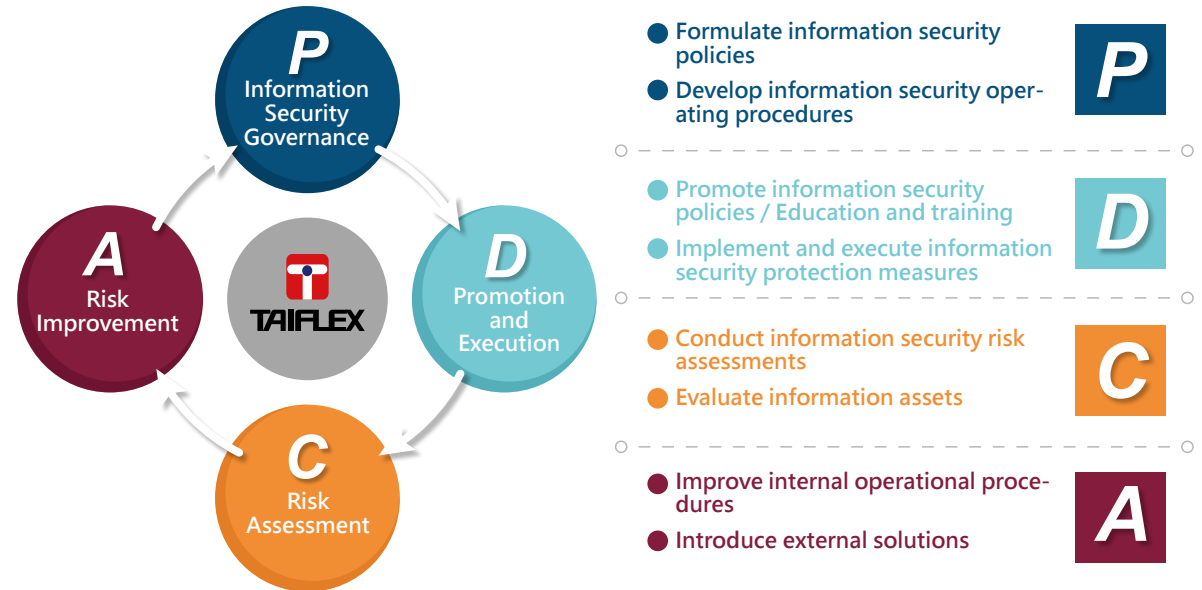 P
Information
Security
Governance
A
Risk
Improvement
TAIFLEX
D
Promotion
and
Execution
C
Risk
Assessment
Formulate information security
policies
Develop information security oper-
ating procedures
P
Promote information security
policies / Education and training
Implement and execute information
security protection measures
D
Conduct information security risk
assessments
Evaluate information assets
C
Improve internal operational proce-
dures
Introduce external solutions
A